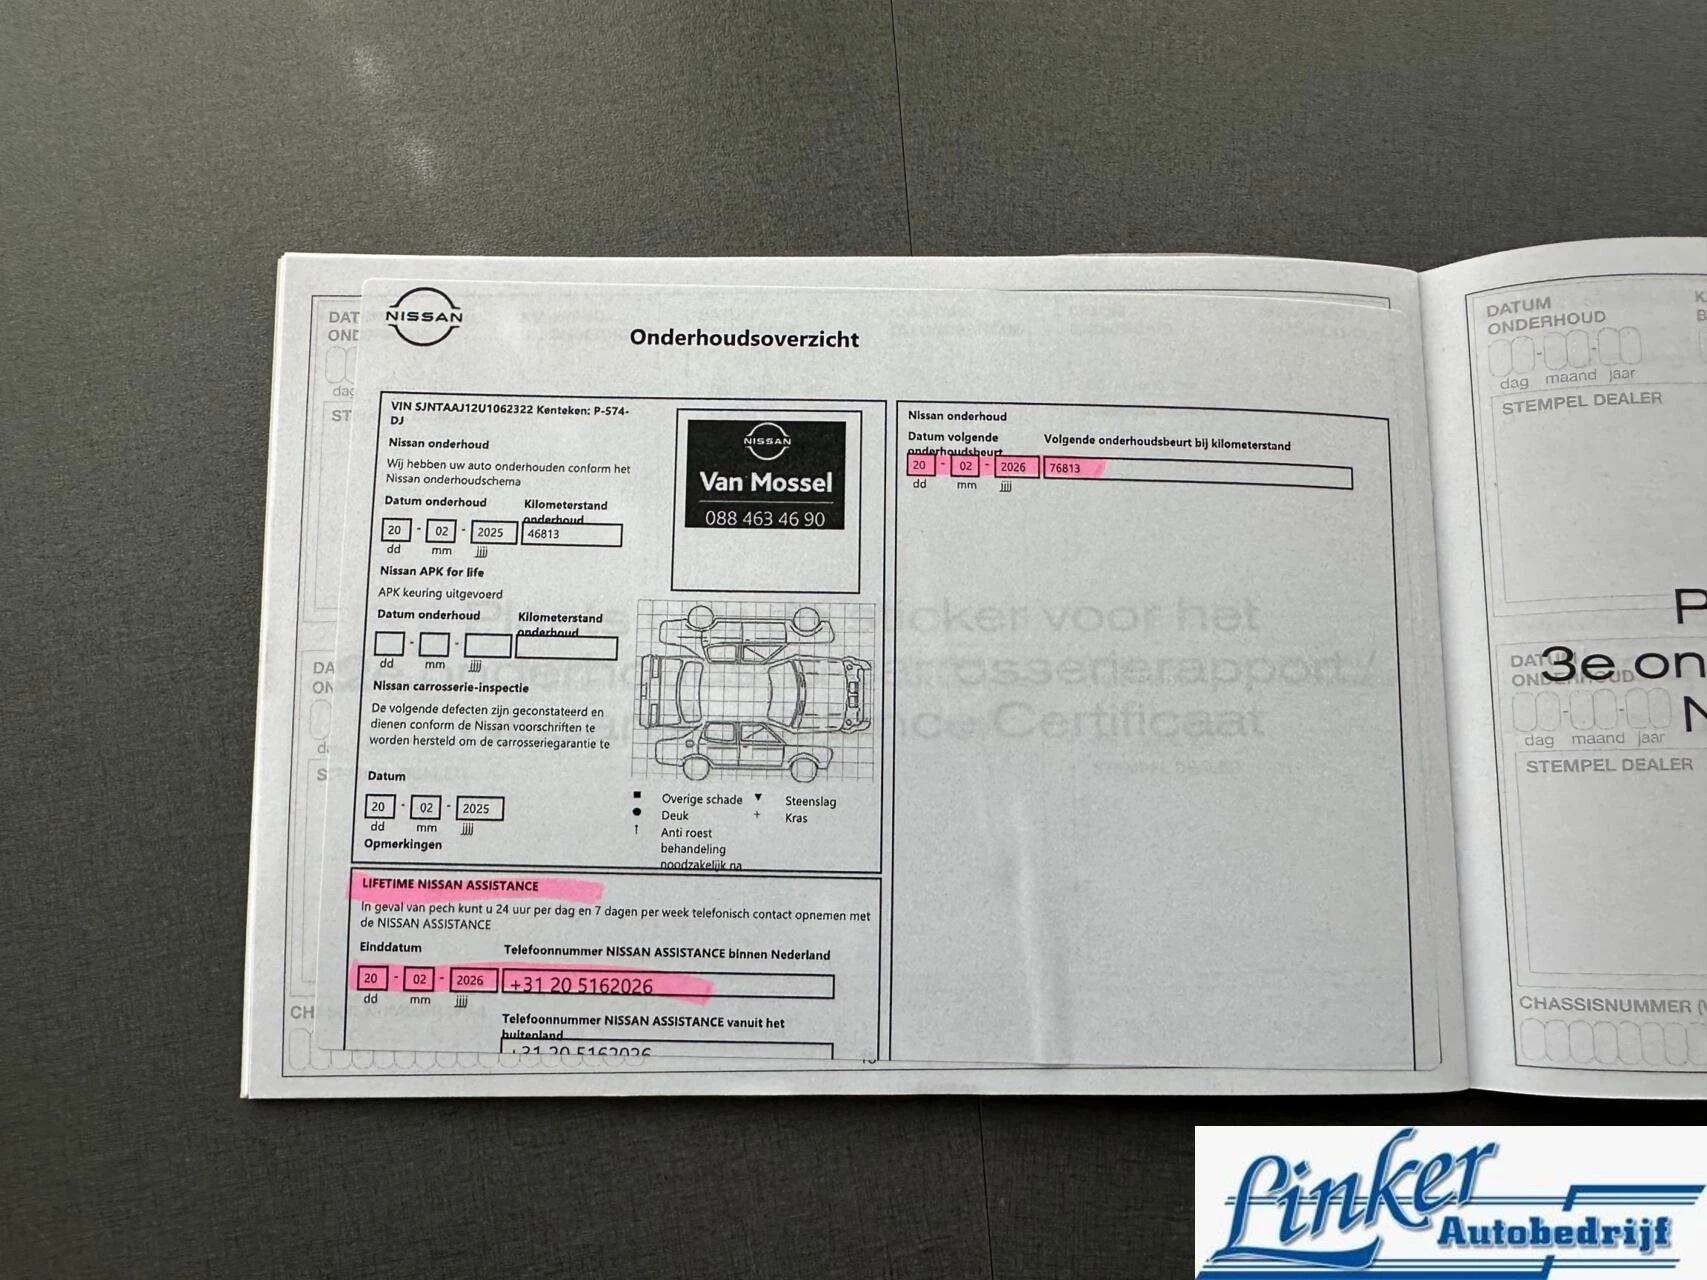 NISSAN
Onderhoudsoverzicht
VIN SJNTAAJ12U1062322 Kenteken: P-574-
DJ
Nissan onderhoud
Wij hebben uw auto onderhouden conform het
Nissan onderhoudschema
Datum onderhoud Kilometerstand
onderhoud
20 - 02 - 2025 46813
dd mm jjjj
Nissan APK for life
APK keuring uitgevoerd
Datum onderhoud Kilometerstand
onderhoud
- -
dd mm jjjj
Nissan carrosserie-inspectie
De volgende defecten zijn geconstateerd en
dienen conform de Nissan voorschriften te
worden hersteld om de carrosseriegarantie te
Datum
20 - 02 - 2025
dd mm jjjj
Opmerkingen
NISSAN
Van Mossel
088 463 46 90
Overige schade Steenslag
Deuk Kras
Anti roest
behandeling
noodzakelijk na
LIFETIME NISSAN ASSISTANCE
In geval van pech kunt u 24 uur per dag en 7 dagen per week telefonisch contact opnemen met
de NISSAN ASSISTANCE
Einddatum Telefoonnummer NISSAN ASSISTANCE binnen Nederland
20 - 02 - 2026 +31 20 5162026
dd mm jjjj
Telefoonnummer NISSAN ASSISTANCE vanuit het
buitenland
+31 20 5162026
Nissan onderhoud
Datum volgende Volgende onderhoudsbeurt bij kilometerstand
onderhoudsbeurt
20 - 02 - 2026 76813
dd mm jjjj
DATUM
ONDERHOUD
dag maand jaar
STEMPEL DEALER
3e on
DATUM
ONDERHOUD
dag maand jaar
STEMPEL DEALER
CHASSISNUMMER (V
Linker
Autobedrijf